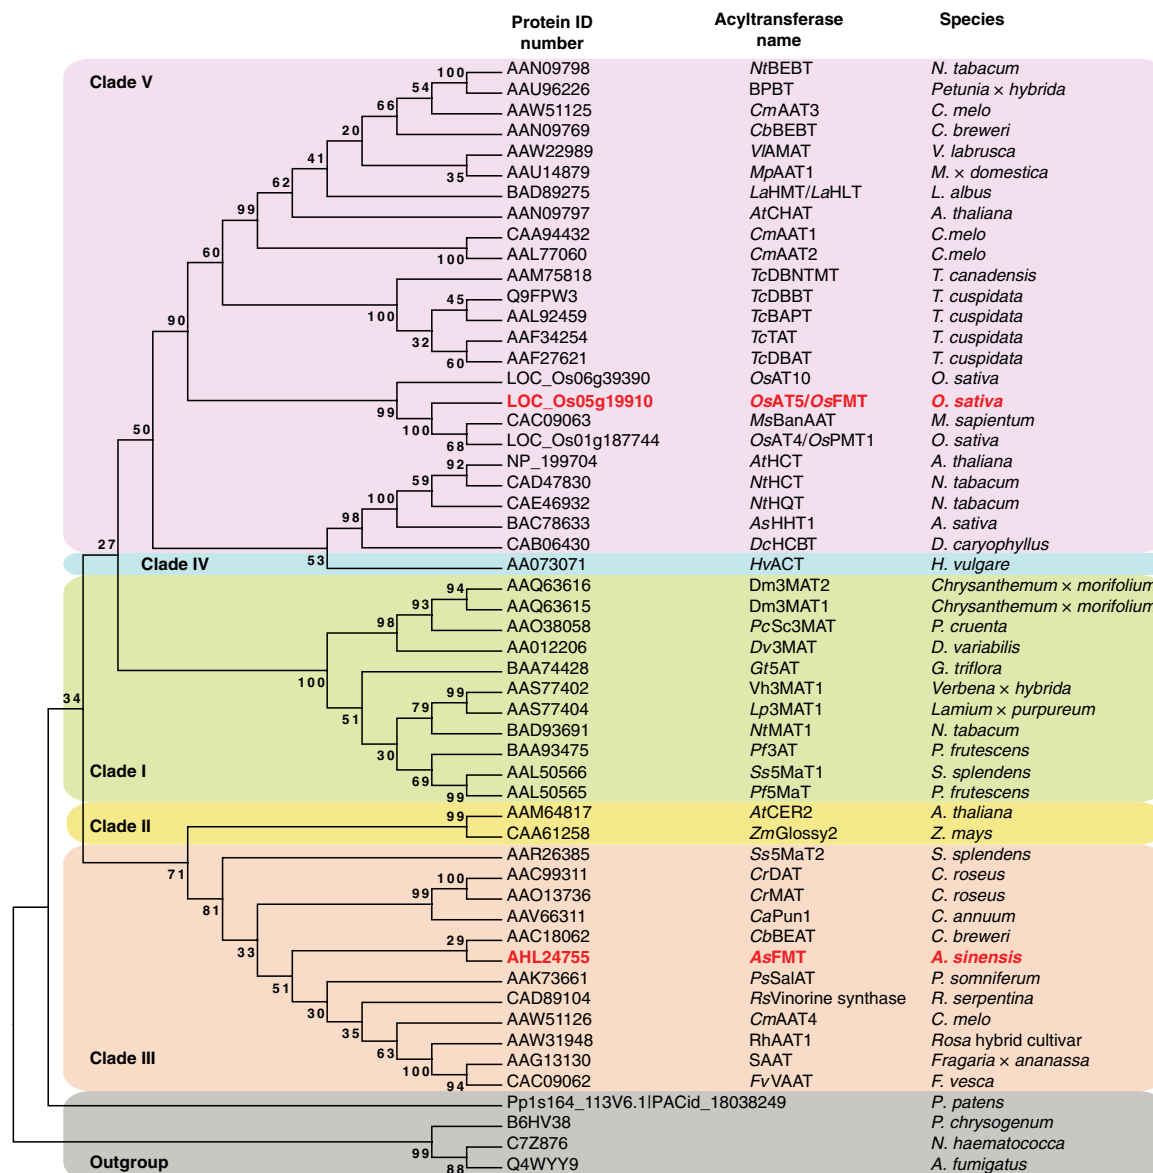 Protein ID number Acyltransferase name Species
Clade V
100 AAN09798 NtBEBT N. tabacum
54 AAU96226 BPBT Petunia × hybrida
66 AAW51125 CmAAT3 C. melo
20 AAN09769 CbBEBT C. breweri
41 AAW22989 VlAMAT V. labrusca
35 AAU14879 MpAAT1 M. × domestica
62 BAD89275 LaHMT/LaHLT L. albus
99 AAN09797 AtCHAT A. thaliana
CAA94432 CmAAT1 C.melo
60 100 AAL77060 CmAAT2 C.melo
AAM75818 TcDBNTMT T. canadensis
45 Q9FPW3 TcDBBT T. cuspidata
90 100 AAL92459 TcBAPT T. cuspidata
32 AAF34254 TcTAT T. cuspidata
60 AAF27621 TcDBAT T. cuspidata
LOC_Os06g39390 OsAT10 O. sativa
99 LOC_Os05g19910 OsAT5/OsFMT O. sativa
100 CAC09063 MsBanAAT M. sapientum
50 68 LOC_Os01g187744 OsAT4/OsPMT1 O. sativa
92 NP_199704 AtHCT A. thaliana
59 CAD47830 NtHCT N. tabacum
100 CAE46932 NtHQT N. tabacum
98 BAC78633 AsHHT1 A. sativa
27 53 CAB06430 DcHCBT D. caryophyllus
Clade IV AA073071 HvACT H. vulgare
94 AAQ63616 Dm3MAT2 Chrysanthemum × morifolium
93 AAQ63615 Dm3MAT1 Chrysanthemum × morifolium
98 AAO38058 PcSc3MAT P. cruenta
AA012206 Dv3MAT D. variabilis
100 BAA74428 Gt5AT G. triflora
34 99 AAS77402 Vh3MAT1 Verbena × hybrida
51 79 AAS77404 Lp3MAT1 Lamium × purpureum
BAD93691 NtMAT1 N. tabacum
30 BAA93475 Pf3AT P. frutescens
Clade I 69 AAL50566 Ss5MaT1 S. splendens
99 AAL50565 Pf5MaT P. frutescens
99 AAM64817 AtCER2 A. thaliana
Clade II CAA61258 ZmGlossy2 Z. mays
71 AAR26385 Ss5MaT2 S. splendens
100 AAC99311 CrDAT C. roseus
81 99 AAO13736 CrMAT C. roseus
AAV66311 CaPun1 C. annuum
33 29 AAC18062 CbBEAT C. breweri
AHL24755 AsFMT A. sinensis
51 AAK73661 PsSalAT P. somniferum
30 CAD89104 RsVinorine synthase R. serpentina
35 AAW51126 CmAAT4 C. melo
63 AAW31948 RhAAT1 Rosa hybrid cultivar
Clade III 100 AAG13130 SAAT Fragaria × ananassa
94 CAC09062 FvVAAT F. vesca
Pp1s164_113V6.1|PACid_18038249 P. patens
B6HV38 P. chrysogenum
99 C7Z876 N. haematococca
Outgroup 88 Q4WYY9 A. fumigatus